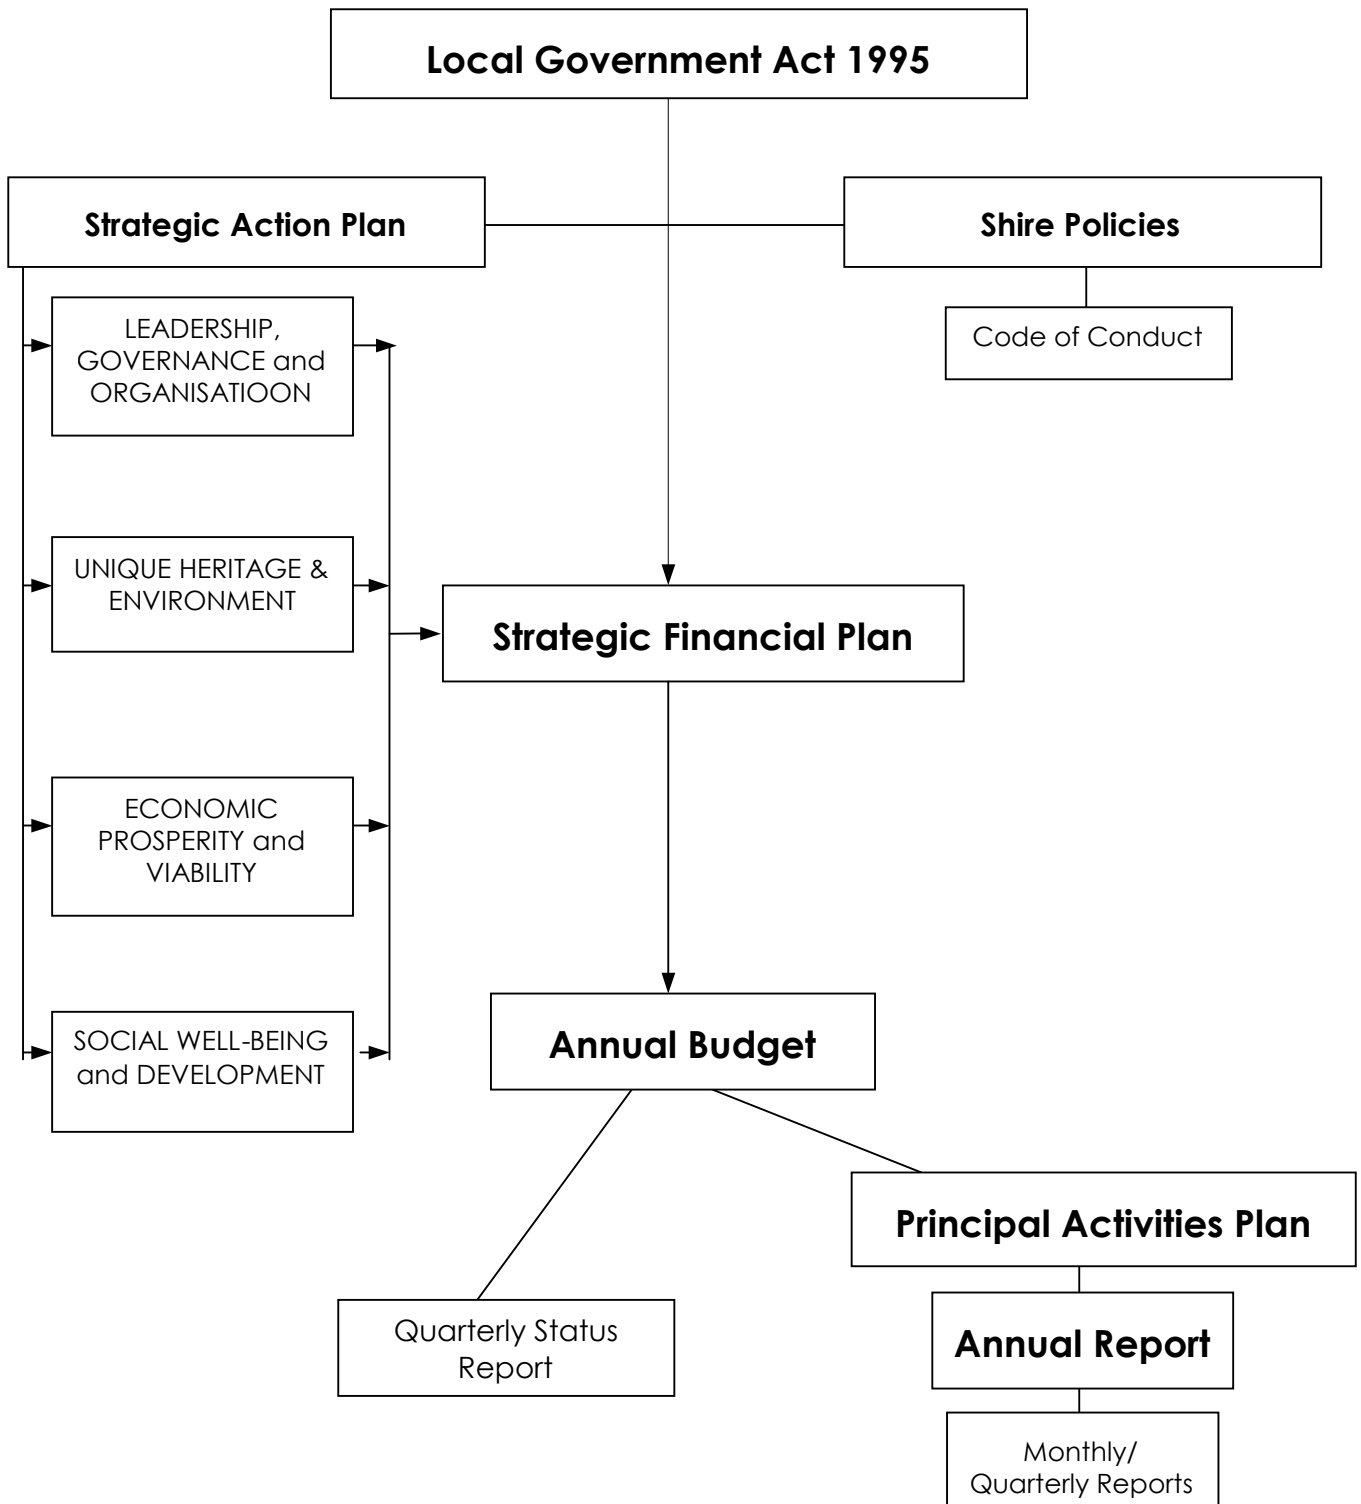 Local Government Act 1995
Strategic Action Plan
Shire Policies
LEADERSHIP,
GOVERNANCE and
ORGANISATIOON
Code of Conduct
UNIQUE HERITAGE &
ENVIRONMENT
Strategic Financial Plan
ECONOMIC
PROSPERITY and
VIABILITY
SOCIAL WELL-BEING
and DEVELOPMENT
Annual Budget
Principal Activities Plan
Quarterly Status
Report
Annual Report
Monthly/
Quarterly Reports